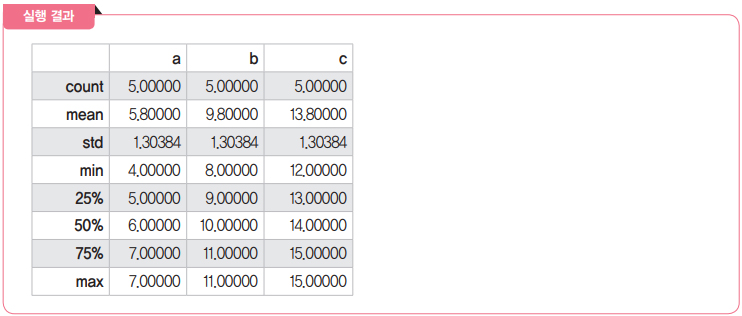 실행 결과
a b c
count 5.00000 5.00000 5.00000
mean 5.80000 9.80000 13.80000
std 1.30384 1.30384 1.30384
min 4.00000 8.00000 12.00000
25% 5.00000 9.00000 13.00000
50% 6.00000 10.00000 14.00000
75% 7.00000 11.00000 15.00000
max 7.00000 11.00000 15.00000